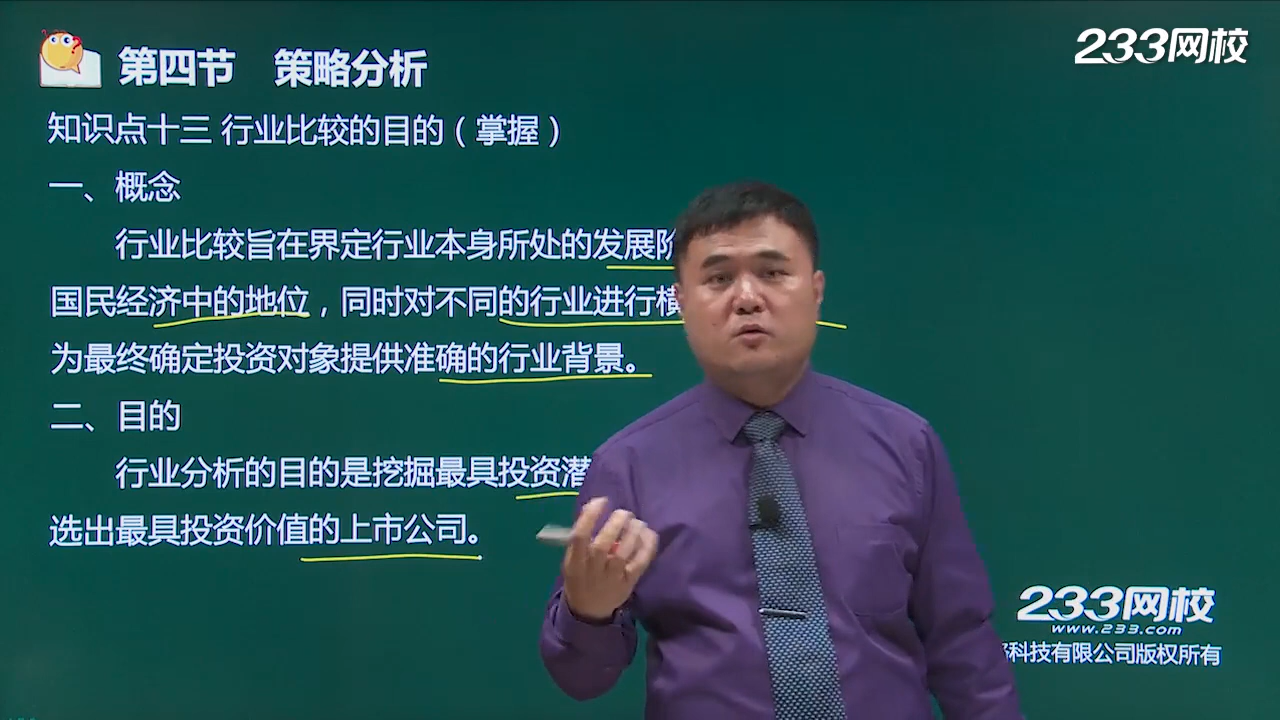 233网校
第四节 策略分析
知识点十三 行业比较的目的（掌握）
一、概念
行业比较旨在界定行业本身所处的发展阶
国民经济中的地位，同时对不同的行业进行横
为最终确定投资对象提供准确的行业背景。
二、目的
行业分析的目的是挖掘最具投资潜
选出最具投资价值的上市公司。
233网校
www.233.com
科技有限公司版权所有